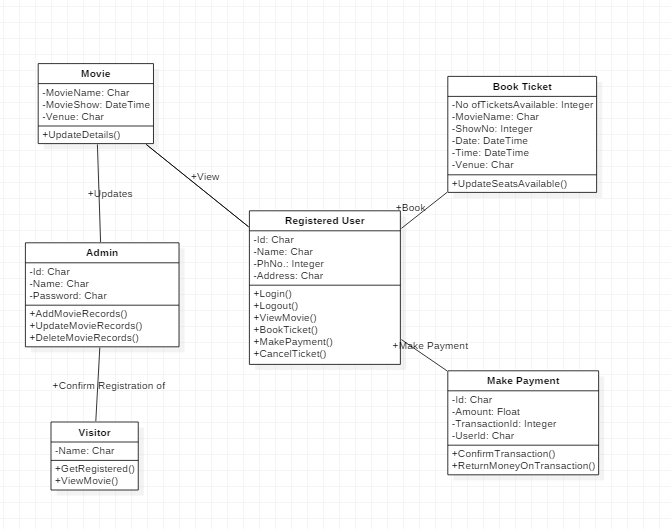 Movie
-MovieName: Char
-MovieShow: DateTime
-Venue: Char
+UpdateDetails()
Book Ticket
-No ofTicketsAvailable: Integer
-MovieName: Char
-ShowNo: Integer
-Date: DateTime
-Time: DateTime
-Venue: Char
+UpdateSeatsAvailable()
+View
+Updates
+Book
Registered User
-Id: Char
-Name: Char
-PhNo.: Integer
-Address: Char
+Login()
+Logout()
+ViewMovie()
+BookTicket()
+MakePayment()
+CancelTicket()
Admin
-Id: Char
-Name: Char
-Password: Char
+AddMovieRecords()
+UpdateMovieRecords()
+DeleteMovieRecords()
+Make Payment
+Confirm Registration of
Make Payment
-Id: Char
-Amount: Float
-TransactionId: Integer
-UserId: Char
+ConfirmTransaction()
+ReturnMoneyOnTransaction()
Visitor
-Name: Char
+GetRegistered()
+ViewMovie()